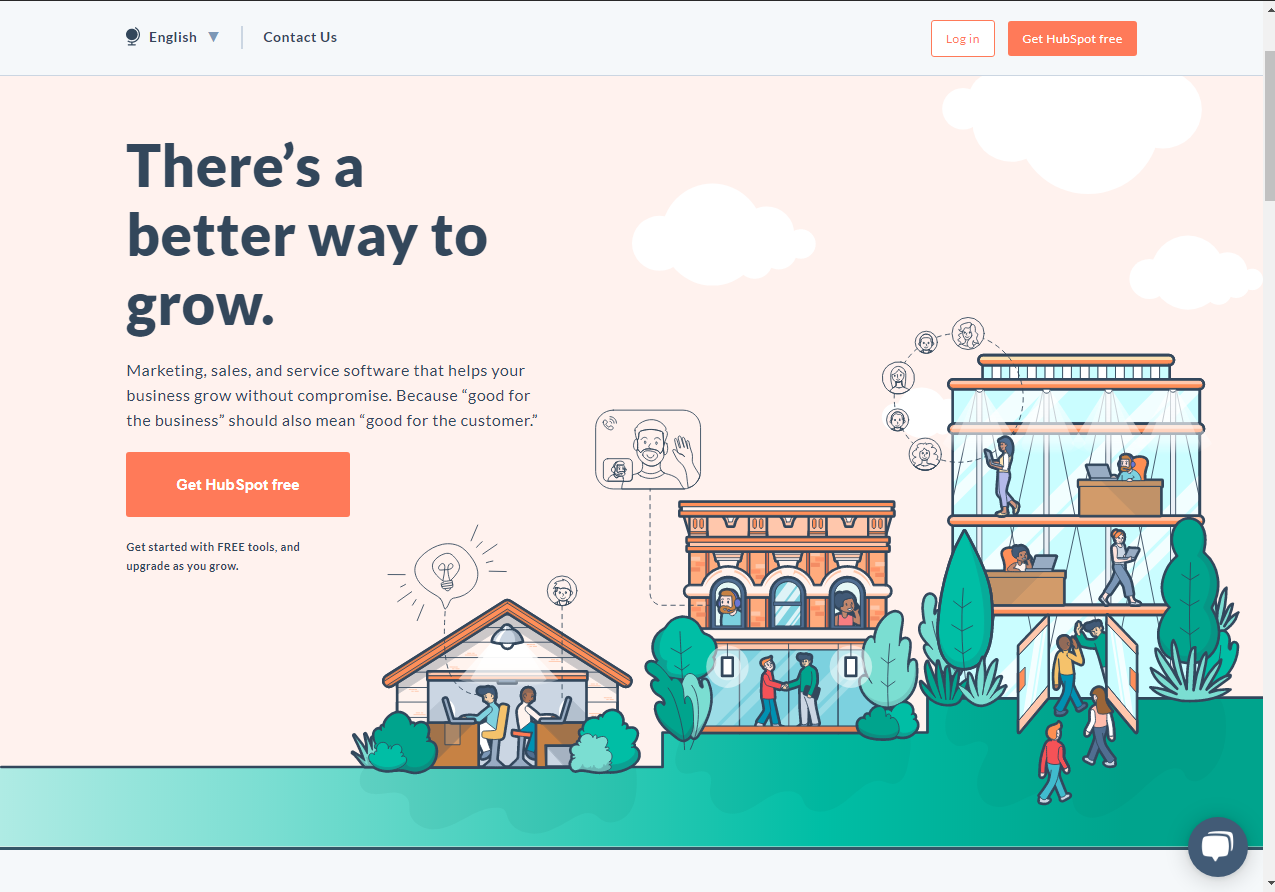 English ▼ Contact Us Log in Get HubSpot free
There’s a
better way to
grow.
Marketing, sales, and service software that helps your
business grow without compromise. Because “good for
the business” should also mean “good for the customer.”
Get HubSpot free
Get started with FREE tools, and
upgrade as you grow.